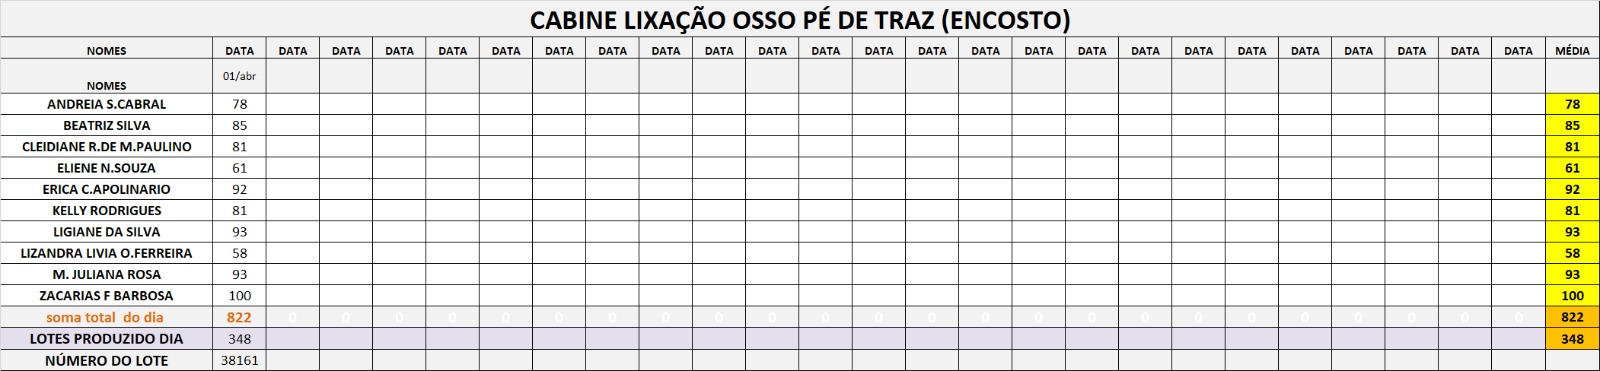 CABINE LIXAÇÃO OSSO PÉ DE TRAZ (ENCOSTO)
NOMES DATA DATA DATA DATA DATA DATA DATA DATA DATA DATA DATA DATA DATA DATA DATA DATA DATA DATA DATA DATA DATA DATA DATA DATA DATA MÉDIA
NOMES 01/abr
ANDREIA S.CABRAL 78 78
BEATRIZ SILVA 85 85
CLEIDIANE R.DE M.PAULINO 81 81
ELIENE N.SOUZA 61 61
ERICA C.APOLINARIO 92 92
KELLY RODRIGUES 81 81
LIGIANE DA SILVA 93 93
LIZANDRA LIVIA O.FERREIRA 58 58
M. JULIANA ROSA 93 93
ZACARIAS F BARBOSA 100 100
soma total do dia 822 0 0 0 0 0 0 0 0 0 0 0 0 0 0 0 0 0 0 0 0 0 0 0 0 822
LOTES PRODUZIDO DIA 348 348
NÚMERO DO LOTE 38161